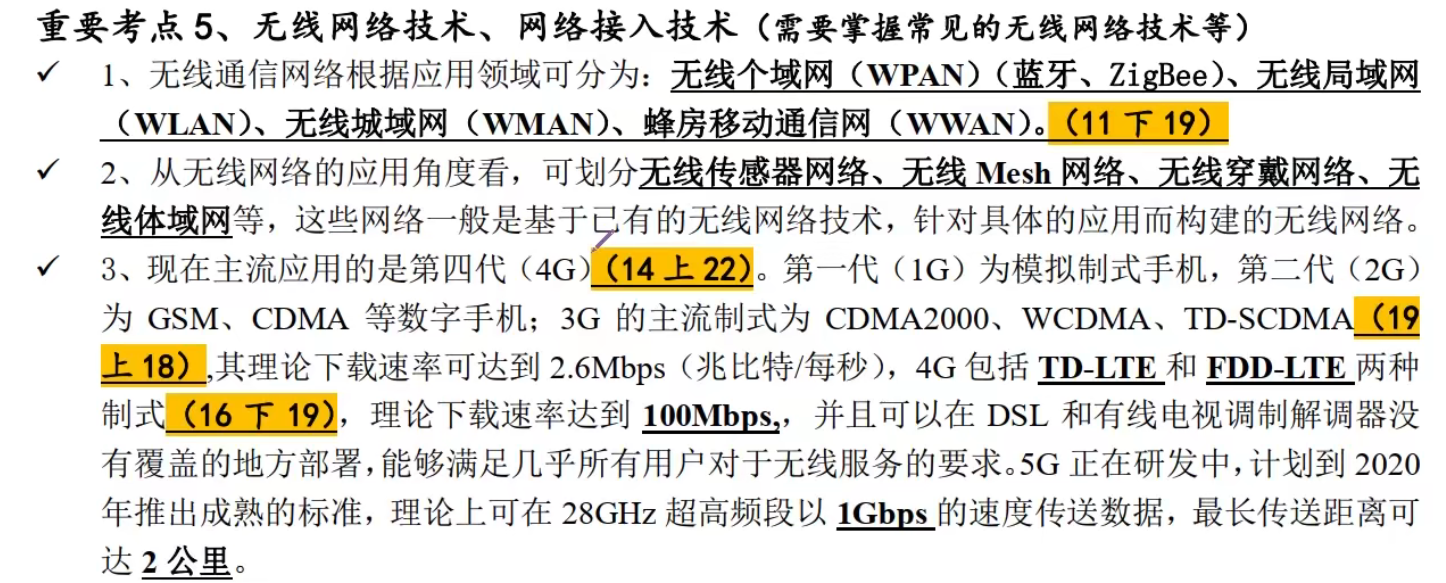 重要考点 5、无线网络技术、网络接入技术（需要掌握常见的无线网络技术等）
✓ 1、无线通信网络根据应用领域可分为：无线个域网（WPAN）（蓝牙、ZigBee）、无线局域网
（WLAN）、无线城域网（WMAN）、蜂房移动通信网（WWAN）。（11 下 19）
✓ 2、从无线网络的应用角度看，可划分无线传感器网络、无线 Mesh 网络、无线穿戴网络、无
线体域网等，这些网络一般是基于已有的无线网络技术，针对具体的应用而构建的无线网络。
✓ 3、现在主流应用的是第四代（4G）（14 上 22）。第一代（1G）为模拟制式手机，第二代（2G）
为 GSM、CDMA 等数字手机；3G 的主流制式为 CDMA2000、WCDMA、TD-SCDMA（19
上 18）,其理论下载速率可达到 2.6Mbps（兆比特/每秒），4G 包括 TD-LTE 和 FDD-LTE 两种
制式（16 下 19），理论下载速率达到 100Mbps,，并且可以在 DSL 和有线电视调制解调器没
有覆盖的地方部署，能够满足几乎所有用户对于无线服务的要求。5G 正在研发中，计划到 2020
年推出成熟的标准，理论上可在 28GHz 超高频段以 1Gbps 的速度传送数据，最长传送距离可
达 2 公里。